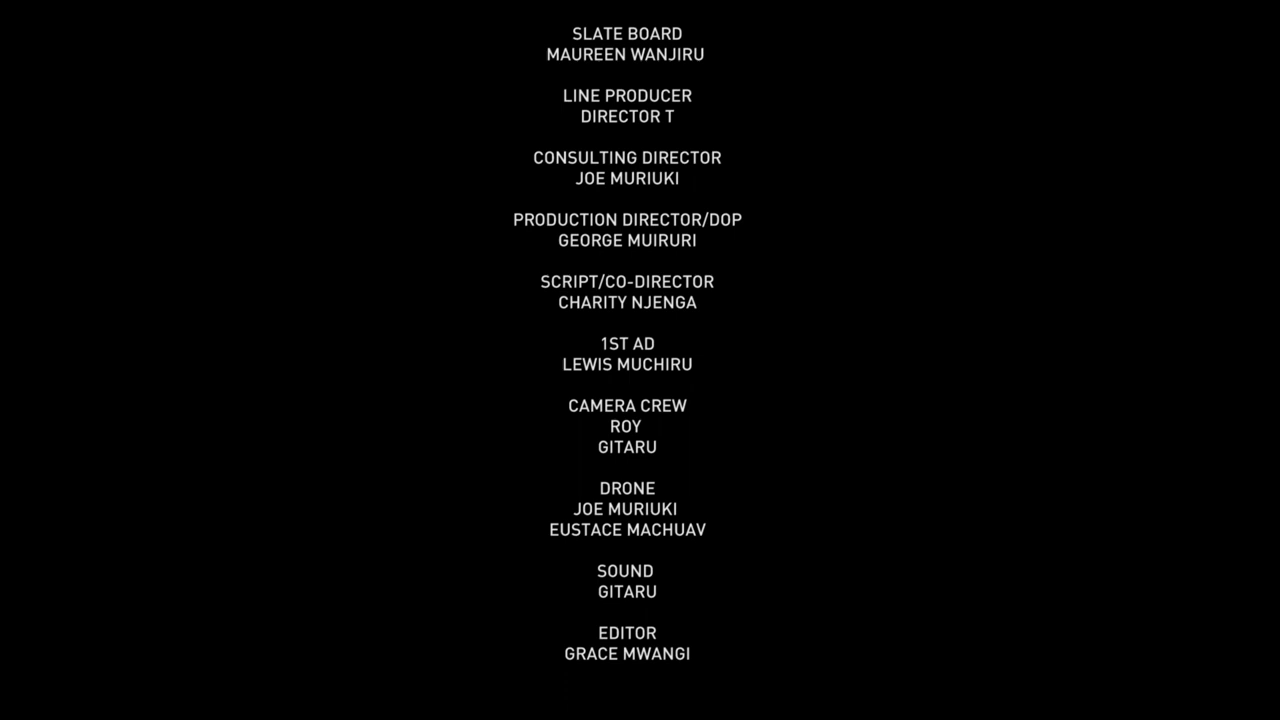 SLATE BOARD
MAUREEN WANJIRU
LINE PRODUCER
DIRECTOR T
CONSULTING DIRECTOR
JOE MURIUKI
PRODUCTION DIRECTOR/DOP
GEORGE MUIRURI
SCRIPT/CO-DIRECTOR
CHARITY NJENGA
1ST AD
LEWIS MUCHIRU
CAMERA CREW
ROY
GITARU
DRONE
JOE MURIUKI
EUSTACE MACHUAV
SOUND
GITARU
EDITOR
GRACE MWANGI